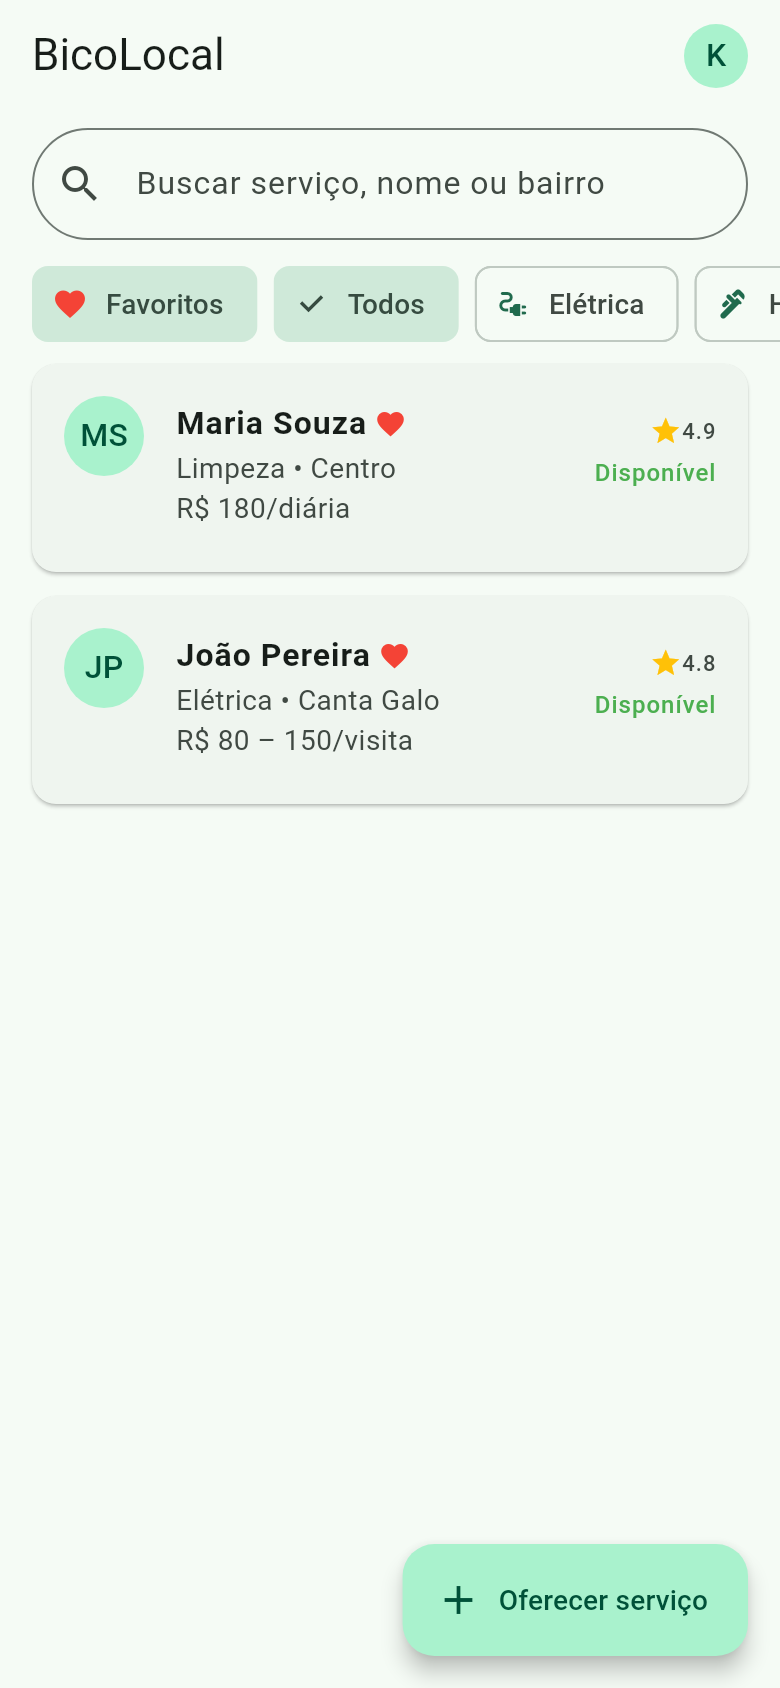 BicoLocal
K
Buscar serviço, nome ou bairro
Favoritos
Todos
Elétrica
MS
Maria Souza
4.9
Limpeza • Centro
Disponível
R$ 180/diária
JP
João Pereira
4.8
Elétrica • Canta Galo
Disponível
R$ 80 – 150/visita
Oferecer serviço